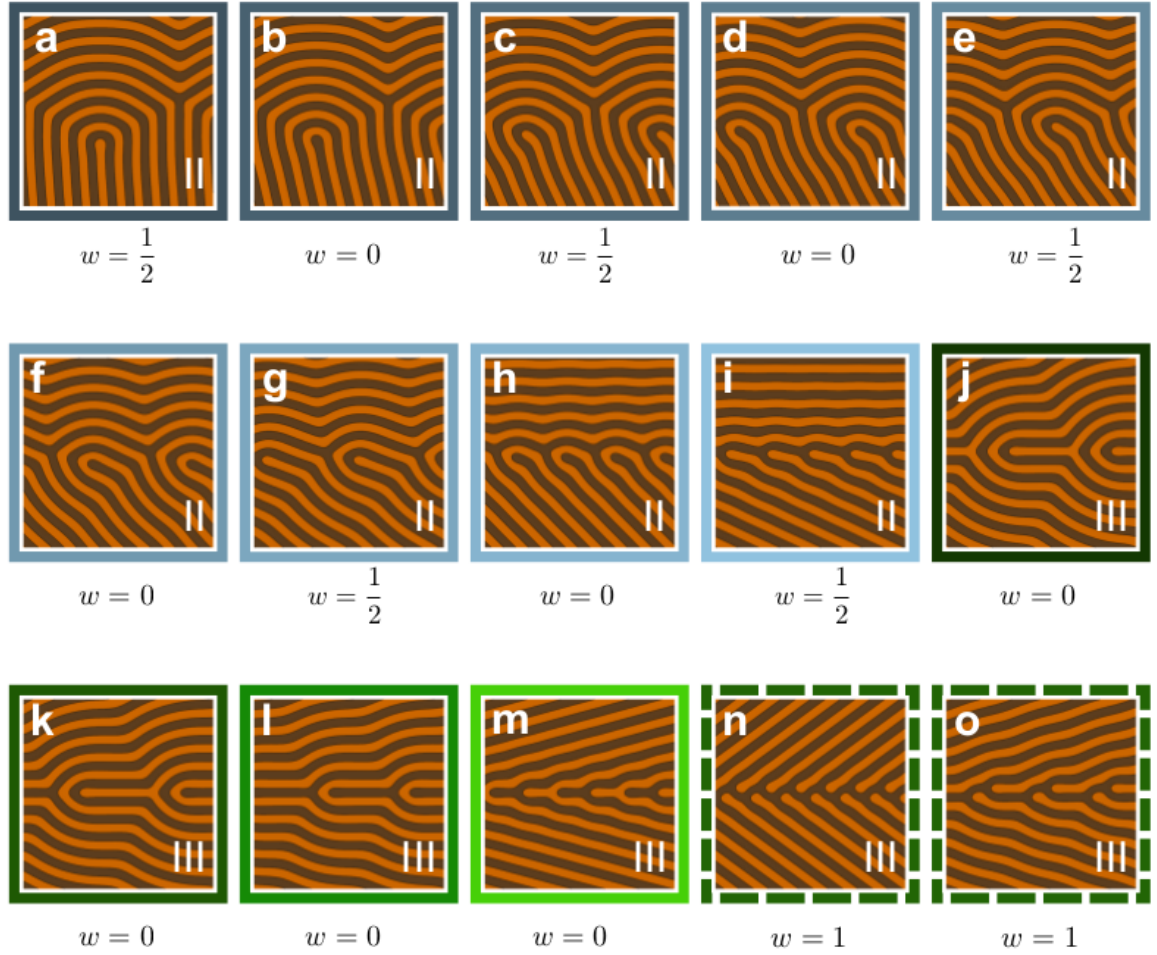 a b c d e
II II II II II
w = 1/2 w = 0 w = 1/2 w = 0 w = 1/2
f g h i j
II II II II III
w = 0 w = 1/2 w = 0 w = 1/2 w = 0
k l m n o
III III III III III
w = 0 w = 0 w = 0 w = 1 w = 1